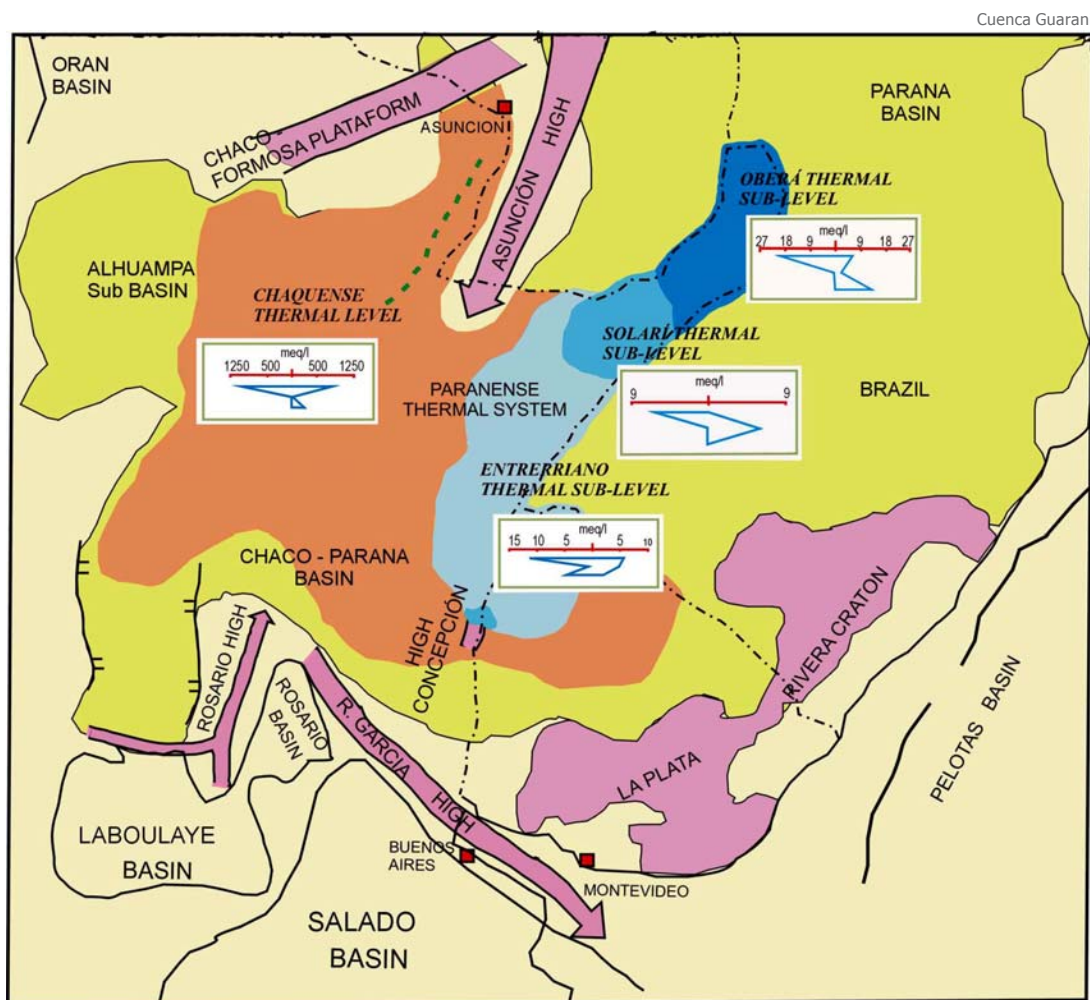 Cuenca Guaran
ORAN
BASIN
CHACO -
FORMOSA PLATAFORM
ASUNCION
ASUNCIÓN HIGH
PARANA
BASIN
OBERÁ THERMAL
SUB-LEVEL
meq/l
27 18 9 9 18 27
ALHUAMPA
Sub BASIN
CHAQUENSE
THERMAL LEVEL
meq/l
1250 500 500 1250
SOLARÍ THERMAL
SUB-LEVEL
meq/l
9 9
PARANENSE
THERMAL SYSTEM
BRAZIL
ENTRERRIANO
THERMAL SUB-LEVEL
meq/l
15 10 5 5 10
CHACO - PARANA
BASIN
HIGH
CONCEPCIÓN
ROSARIO HIGH
ROSARIO
BASIN
R. GARCIA HIGH
RIVERA CRATON
LA PLATA
PELOTAS BASIN
LABOULAYE
BASIN
BUENOS
AIRES
MONTEVIDEO
SALADO
BASIN